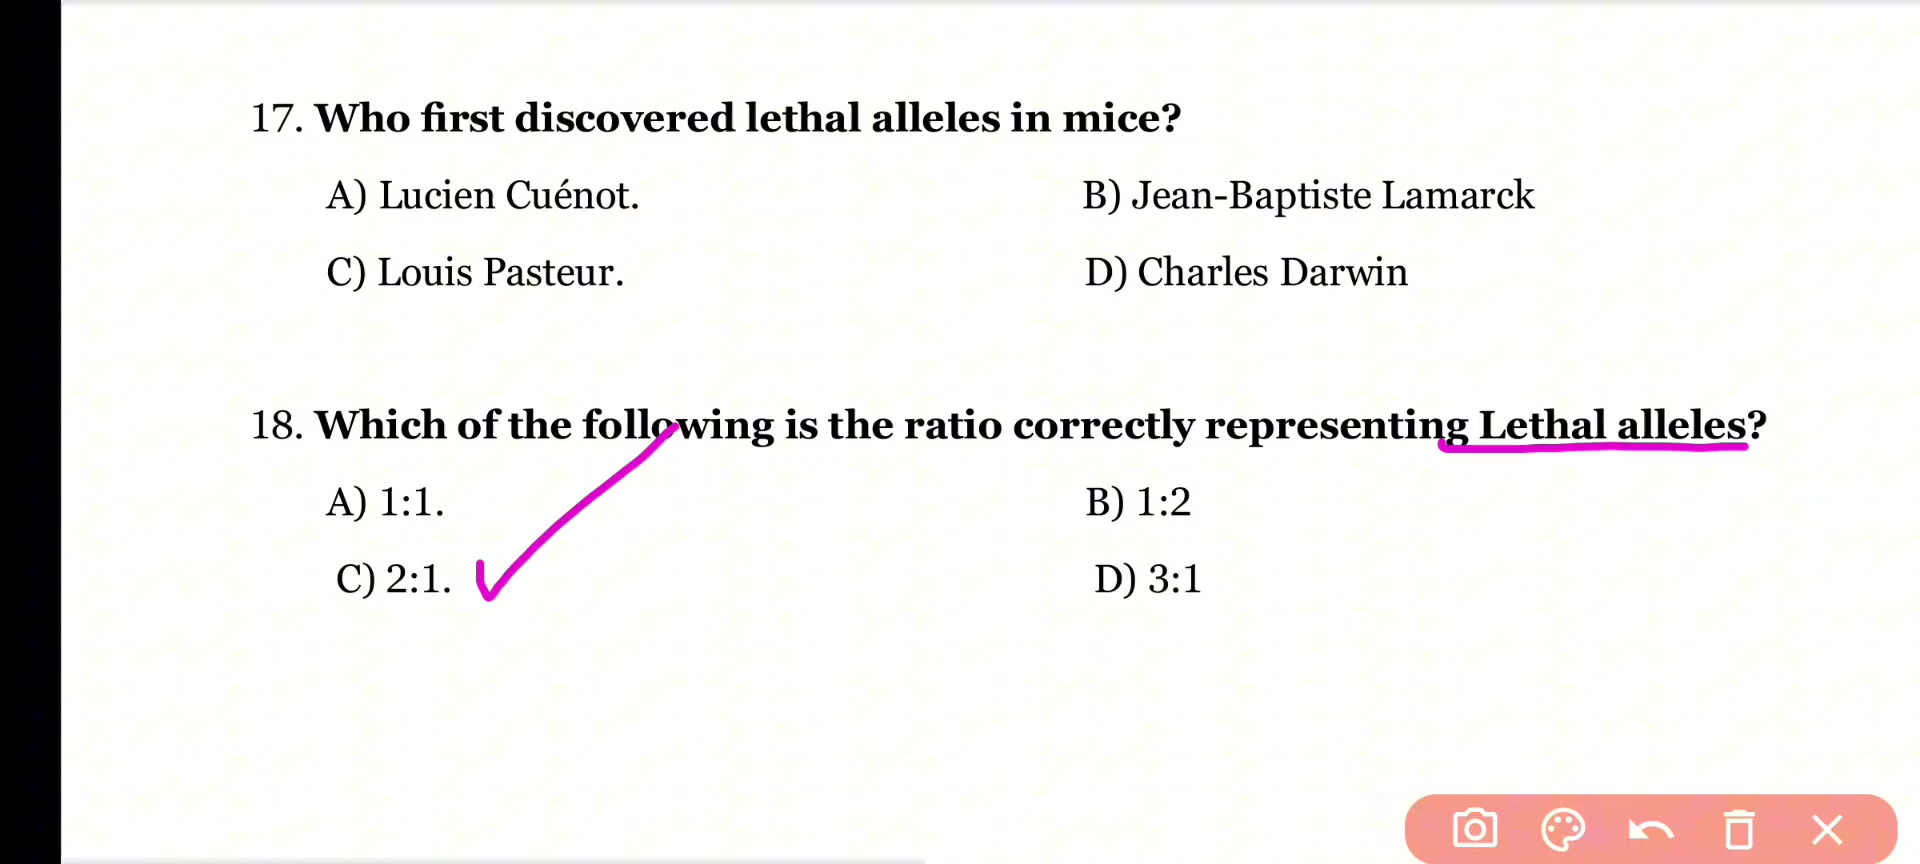 17. Who first discovered lethal alleles in mice?
A) Lucien Cuénot. B) Jean-Baptiste Lamarck
C) Louis Pasteur. D) Charles Darwin
18. Which of the following is the ratio correctly representing Lethal alleles?
A) 1:1. B) 1:2
C) 2:1. D) 3:1